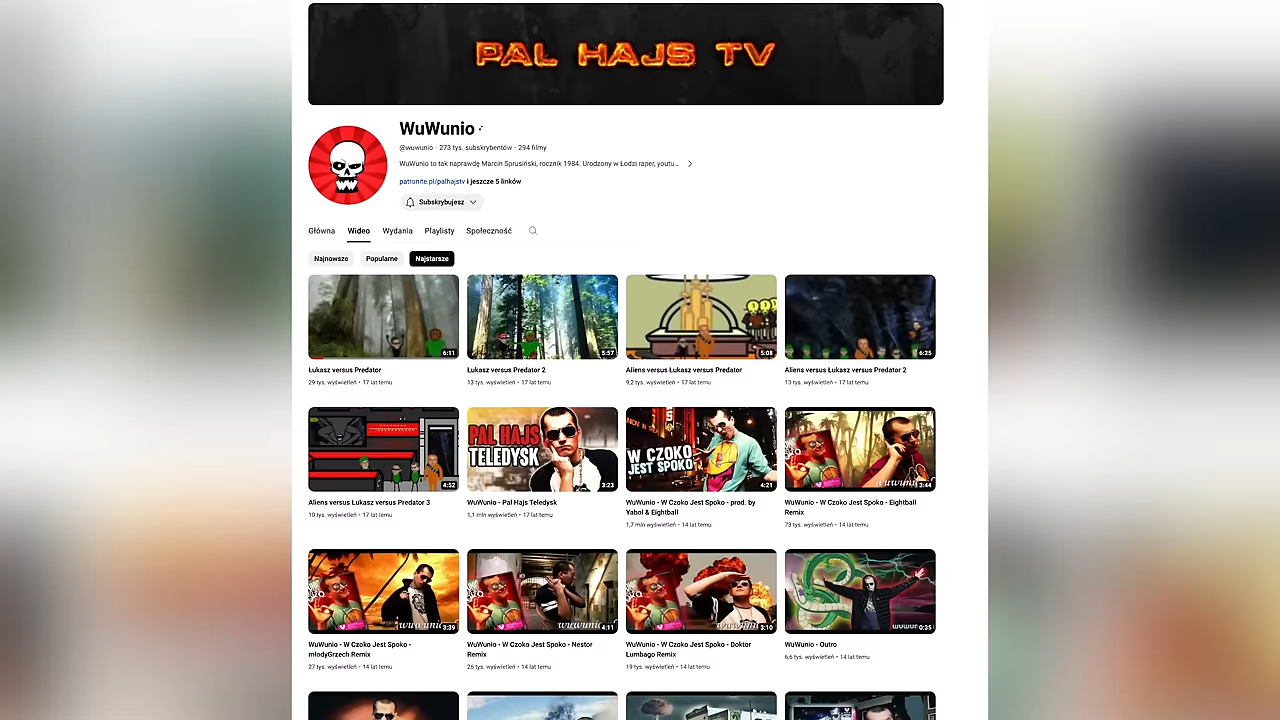 PAL HAJS TV
WuWunio
@wuwunio · 273 tys. subskrybentów · 294 filmy
WuWunio to tak naprawdę Marcin Sprusiński, rocznik 1984. Urodzony w Łodzi raper, youtu...
patronite.pl/palhajstv i jeszcze 5 linków
Subskrybujesz
Główna Wideo Wydania Playlisty Społeczność
Najnowsze Popularne Najstarsze
6:11 5:57 5:08 6:25
Łukasz versus Predator
29 tys. wyświetleń • 17 lat temu
Łukasz versus Predator 2
13 tys. wyświetleń • 17 lat temu
Aliens versus Łukasz versus Predator
9,2 tys. wyświetleń • 17 lat temu
Aliens versus Łukasz versus Predator 2
13 tys. wyświetleń • 17 lat temu
4:52
PAL HAJS
TELEDYSK
3:23
W CZOKO
JEST SPOKO
4:21
wuwunio
3:44
Aliens versus Łukasz versus Predator 3
10 tys. wyświetleń • 17 lat temu
WuWunio - Pal Hajs Teledysk
1,1 mln wyświetleń • 17 lat temu
WuWunio - W Czoko Jest Spoko - prod. by
Yabol & Eightball
1,7 mln wyświetleń • 14 lat temu
WuWunio - W Czoko Jest Spoko - Eightball
Remix
73 tys. wyświetleń • 14 lat temu
wuwunio 3:39
wuwunio 4:11
wuwunio 3:10
0:35
WuWunio - W Czoko Jest Spoko -
młodyGrzech Remix
27 tys. wyświetleń • 14 lat temu
WuWunio - W Czoko Jest Spoko - Nestor
Remix
26 tys. wyświetleń • 14 lat temu
WuWunio - W Czoko Jest Spoko - Doktor
Lumbago Remix
19 tys. wyświetleń • 14 lat temu
WuWunio - Outro
6,6 tys. wyświetleń • 14 lat temu